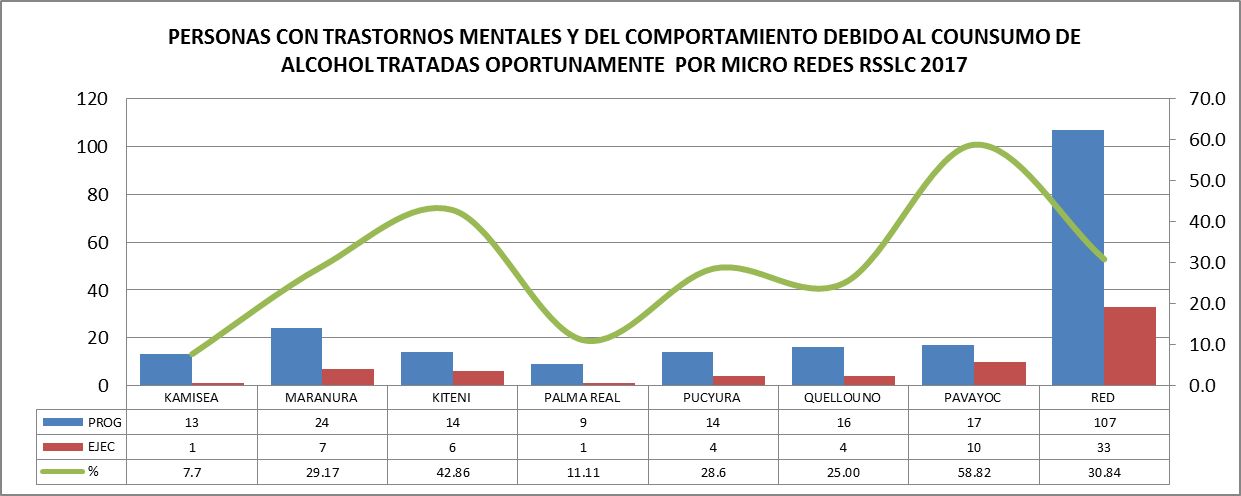 PERSONAS CON TRASTORNOS MENTALES Y DEL COMPORTAMIENTO DEBIDO AL COUNSUMO DE
ALCOHOL TRATADAS OPORTUNAMENTE POR MICRO REDES RSSLC 2017
120
100
80
60
40
20
0
70.0
60.0
50.0
40.0
30.0
20.0
10.0
0.0
KAMISEA MARANURA KITENI PALMA REAL PUCYURA QUELLOUNO PAVAYOC RED
PROG 13 24 14 9 14 16 17 107
EJEC 1 7 6 1 4 4 10 33
% 7.7 29.17 42.86 11.11 28.6 25.00 58.82 30.84